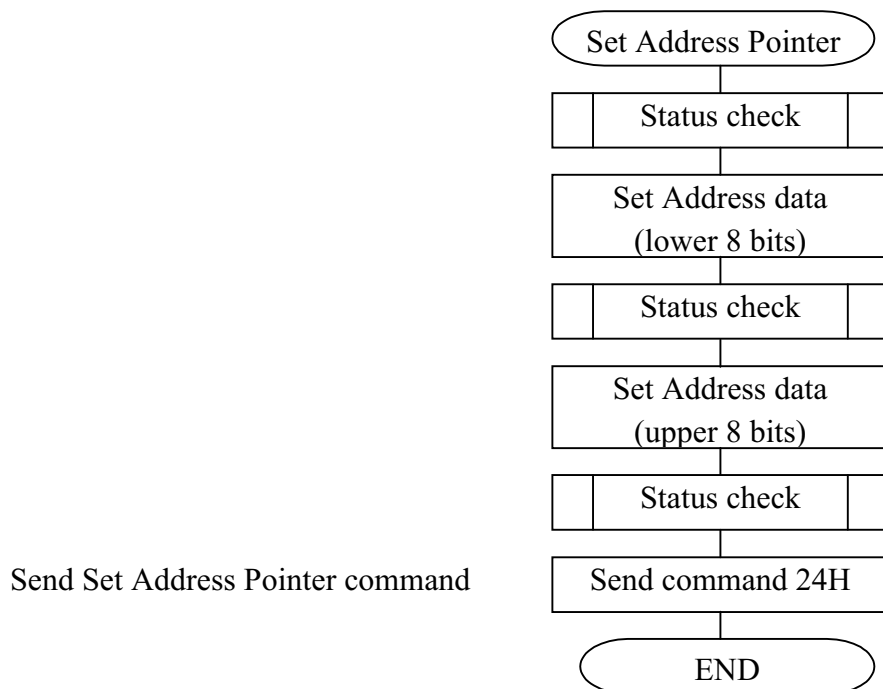 Set Address Pointer
Status check
Set Address data
(lower 8 bits)
Status check
Set Address data
(upper 8 bits)
Status check
Send Set Address Pointer command
Send command 24H
END